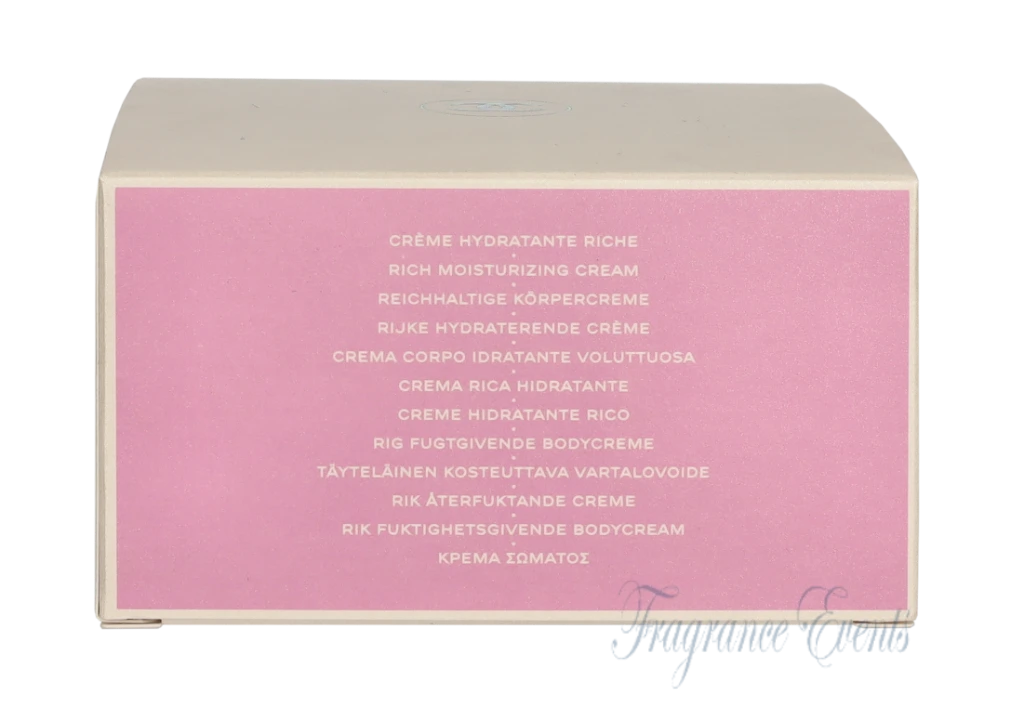 CRÈME HYDRATANTE RICHE
RICH MOISTURIZING CREAM
REICHHALTIGE KÖRPERCREME
RIJKE HYDRATERENDE CRÈME
CREMA CORPO IDRATANTE VOLUTTUOSA
CREMA RICA HIDRATANTE
CREME HIDRATANTE RICO
RIG FUGTGIVENDE BODYCREME
TÄYTELÄINEN KOSTEUTTAVA VARTALOVOIDE
RIK ÅTERFUKTANDE CREME
RIK FUKTIGHETSGIVENDE BODYCREAM
ΚΡΕΜΑ ΣΩΜΑΤΟΣ
Fragrance Events